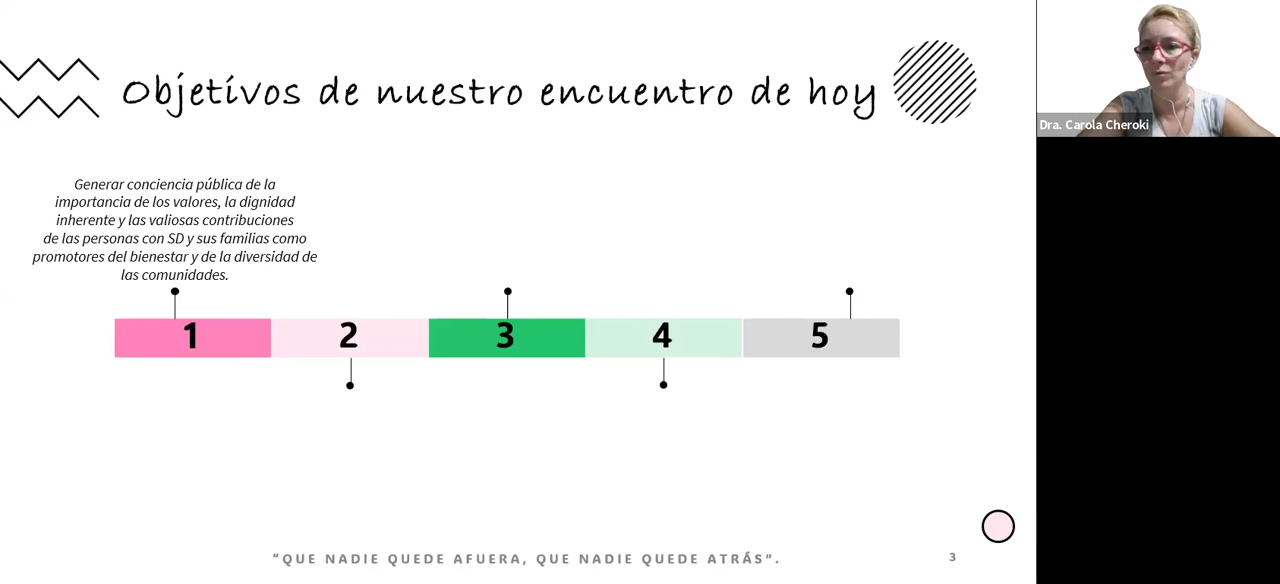 Objetivos de nuestro encuentro de hoy
Dra. Carola Cheroki
Generar conciencia pública de la
importancia de los valores, la dignidad
inherente y las valiosas contribuciones
de las personas con SD y sus familias como
promotores del bienestar y de la diversidad de
las comunidades.
1 2 3 4 5
“QUE NADIE QUEDE AFUERA, QUE NADIE QUEDE ATRÁS”.
3